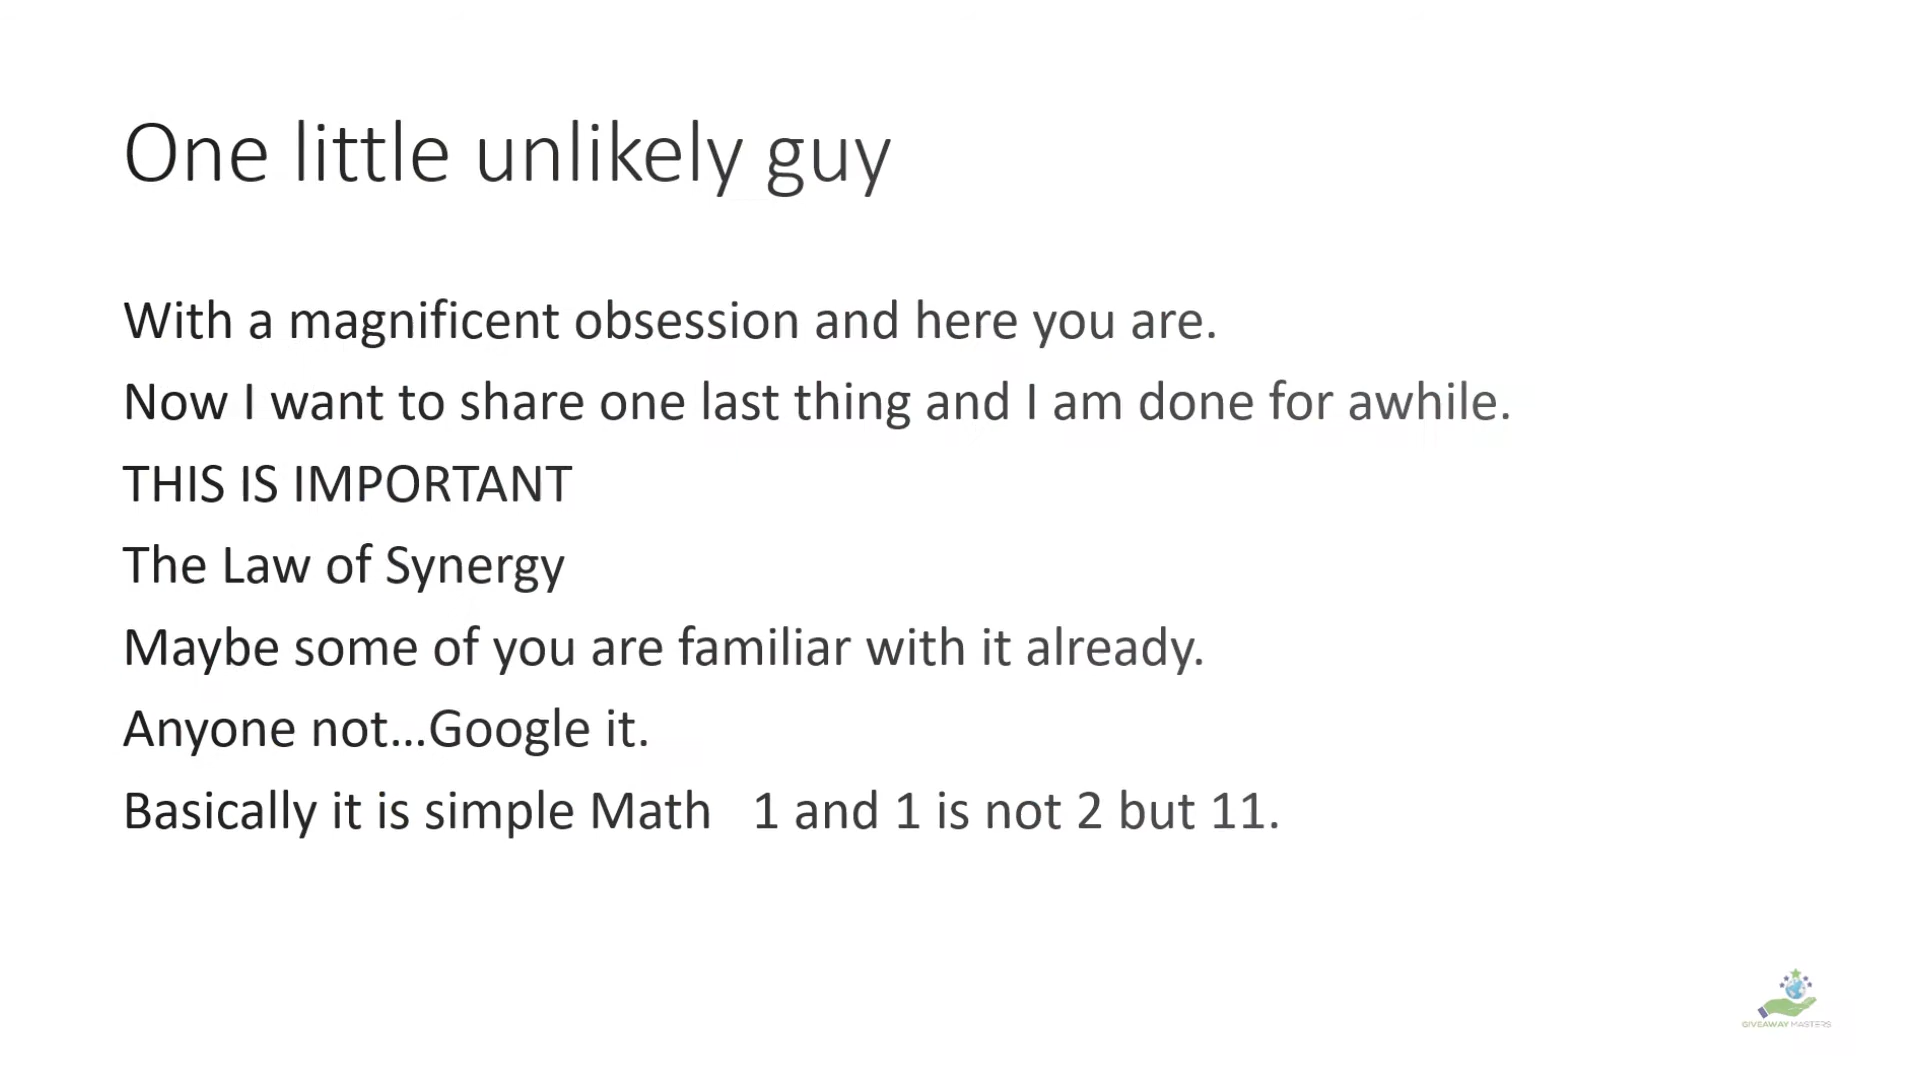 One little unlikely guy
With a magnificent obsession and here you are.
Now I want to share one last thing and I am done for awhile.
THIS IS IMPORTANT
The Law of Synergy
Maybe some of you are familiar with it already.
Anyone not...Google it.
Basically it is simple Math   1 and 1 is not 2 but 11.
GIVEAWAY MASTERS